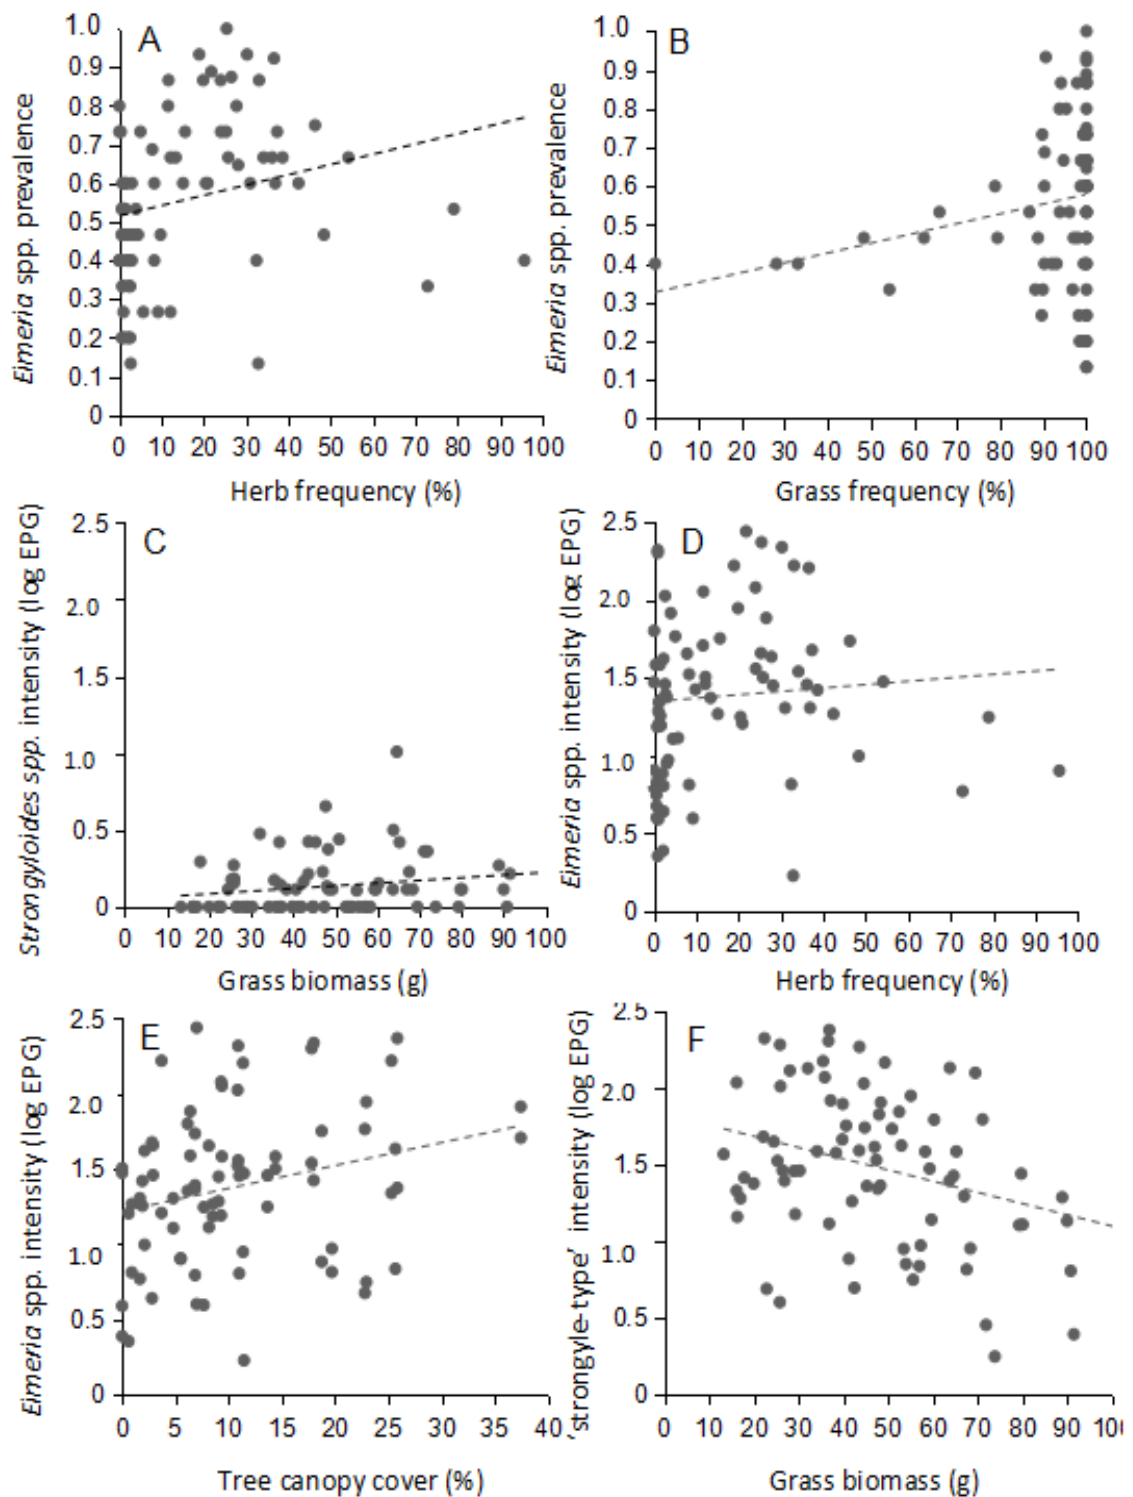 A
Eimeria spp. prevalence
1.0
0.9
0.8
0.7
0.6
0.5
0.4
0.3
0.2
0.1
0
0 10 20 30 40 50 60 70 80 90 100
Herb frequency (%)
B
Eimeria spp. prevalence
1.0
0.9
0.8
0.7
0.6
0.5
0.4
0.3
0.2
0.1
0
0 10 20 30 40 50 60 70 80 90 100
Grass frequency (%)
C
Strongyloides spp. intensity (log EPG)
2.5
2.0
1.5
1.0
0.5
0
0 10 20 30 40 50 60 70 80 90 100
Grass biomass (g)
D
Eimeria spp. intensity (log EPG)
2.5
2.0
1.5
1.0
0.5
0
0 10 20 30 40 50 60 70 80 90 100
Herb frequency (%)
E
Eimeria spp. intensity (log EPG)
2.5
2.0
1.5
1.0
0.5
0
0 5 10 15 20 25 30 35 40
Tree canopy cover (%)
F
'strongyle-type' intensity (log EPG)
2.5
2.0
1.5
1.0
0.5
0
0 10 20 30 40 50 60 70 80 90 100
Grass biomass (g)